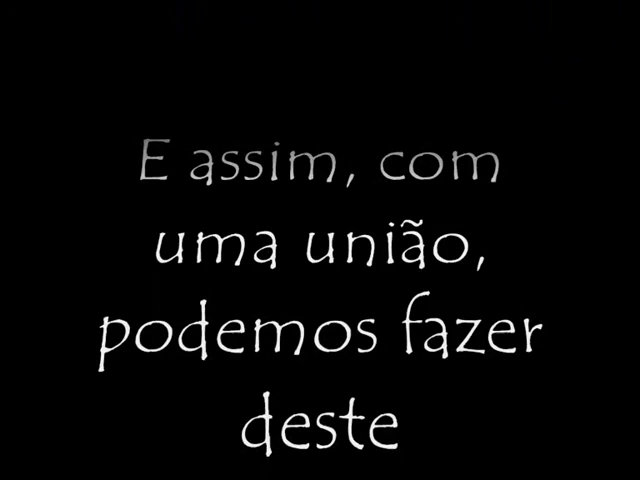 E assim, com
uma união,
podemos fazer
deste